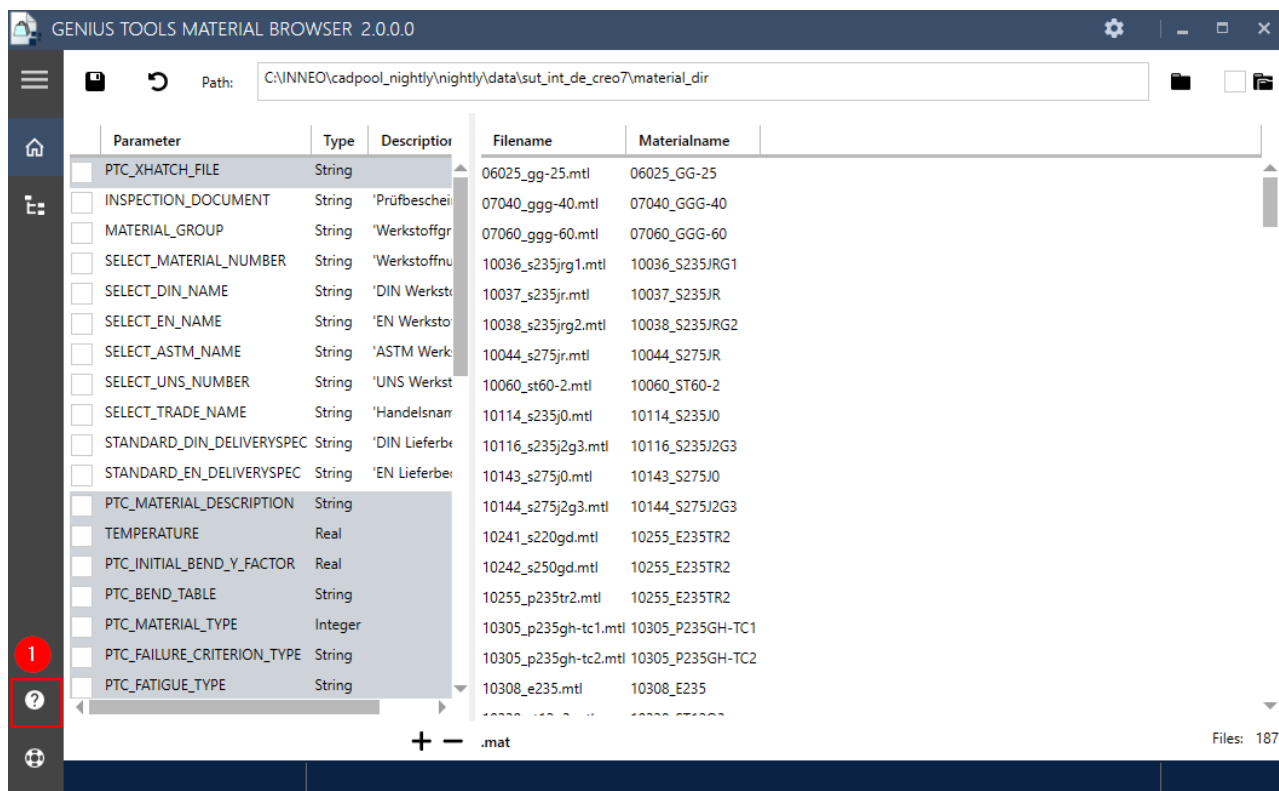 GENIUS TOOLS MATERIAL BROWSER 2.0.0.0
Path: C:\INNEO\cadpool_nightly\nightly\data\sut_int_de_creo7\material_dir
Parameter Type Description Filename Materialname
PTC_XHATCH_FILE String 06025_gg-25.mtl 06025_GG-25
INSPECTION_DOCUMENT String 'Prüfbeschei 07040_ggg-40.mtl 07040_GGG-40
MATERIAL_GROUP String 'Werkstoffgr 07060_ggg-60.mtl 07060_GGG-60
SELECT_MATERIAL_NUMBER String 'Werkstoffnu 10036_s235jrg1.mtl 10036_S235JRG1
SELECT_DIN_NAME String 'DIN Werksto 10037_s235jr.mtl 10037_S235JR
SELECT_EN_NAME String 'EN Werksto 10038_s235jrg2.mtl 10038_S235JRG2
SELECT_ASTM_NAME String 'ASTM Werk 10044_s275jr.mtl 10044_S275JR
SELECT_UNS_NUMBER String 'UNS Werkst 10060_st60-2.mtl 10060_ST60-2
SELECT_TRADE_NAME String 'Handelsnam 10114_s235j0.mtl 10114_S235J0
STANDARD_DIN_DELIVERYSPEC String 'DIN Lieferbe 10116_s235j2g3.mtl 10116_S235J2G3
STANDARD_EN_DELIVERYSPEC String 'EN Lieferbe 10143_s275j0.mtl 10143_S275J0
PTC_MATERIAL_DESCRIPTION String 10144_s275j2g3.mtl 10144_S275J2G3
TEMPERATURE Real 10241_s220gd.mtl 10255_E235TR2
PTC_INITIAL_BEND_Y_FACTOR Real 10242_s250gd.mtl 10255_E235TR2
PTC_BEND_TABLE String 10255_p235tr2.mtl 10255_E235TR2
PTC_MATERIAL_TYPE Integer 10305_p235gh-tc1.mtl 10305_P235GH-TC1
1 PTC_FAILURE_CRITERION_TYPE String 10305_p235gh-tc2.mtl 10305_P235GH-TC2
PTC_FATIGUE_TYPE String 10308_e235.mtl 10308_E235
.mat Files: 187